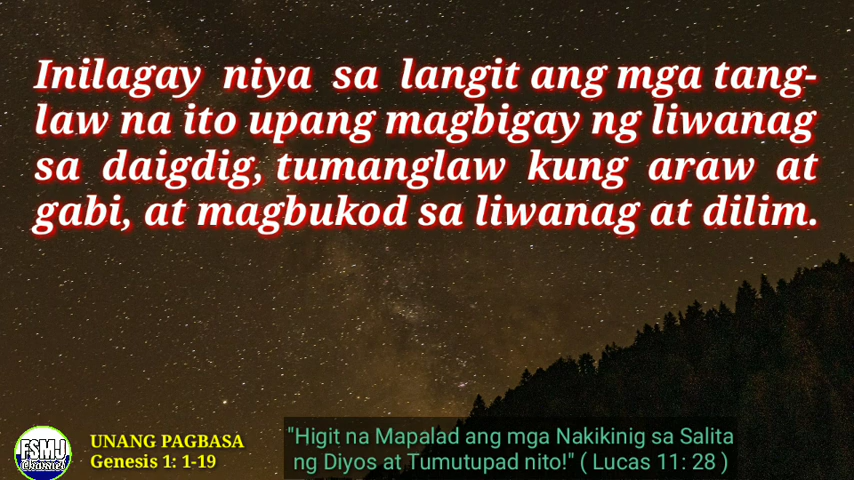 Inilagay niya sa langit ang mga tang-
law na ito upang magbigay ng liwanag
sa daigdig, tumanglaw kung araw at
gabi, at magbukod sa liwanag at dilim.
FSMJ
Channel
UNANG PAGBASA
Genesis 1: 1-19
"Higit na Mapalad ang mga Nakikinig sa Salita
ng Diyos at Tumutupad nito!" ( Lucas 11: 28 )